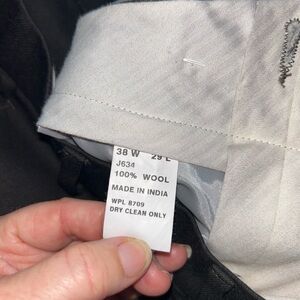 38 W 29 L
J634
100% WOOL
MADE IN INDIA
WPL 8709
DRY CLEAN ONLY